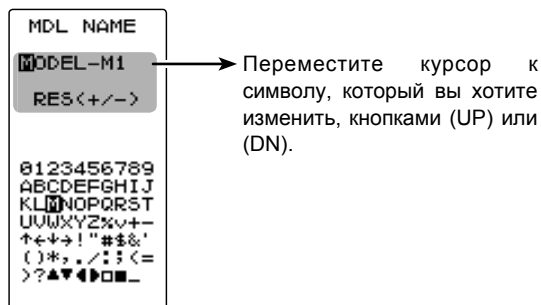 MDL NAME
MODEL-M1
RES(+/-)
Переместите курсор к
символу, который вы хотите
изменить, кнопками (UP) или
(DN).
0123456789
ABCDEFGHIJ
KLMNOPQRST
UVWXYZ%v+-
↑←↓→!"#$&'
()*,./:;<=
>?▲▼◀▶□■_